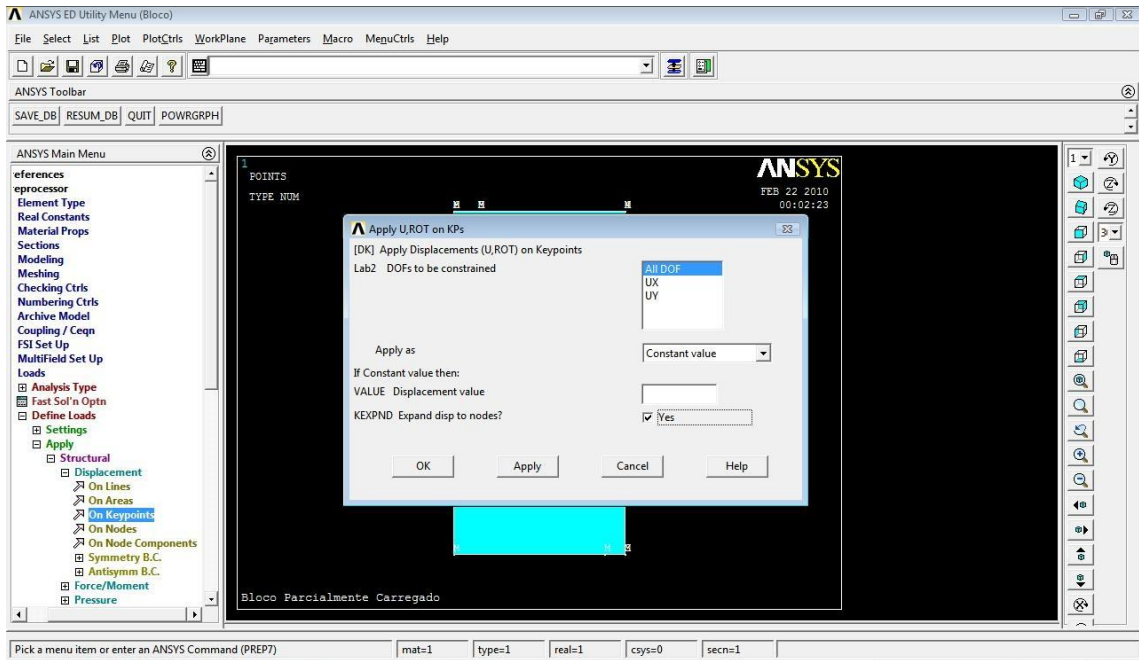 ANSYS ED Utility Menu (Bloco)
File Select List Plot PlotCtrls WorkPlane Parameters Macro MenuCtrls Help
ANSYS Toolbar
SAVE_DB RESUM_DB QUIT POWRGRPH
ANSYS Main Menu
eferences
eprocessor
Element Type
Real Constants
Material Props
Sections
Modeling
Meshing
Checking Ctrls
Numbering Ctrls
Archive Model
Coupling / Ceqn
FSI Set Up
MultiField Set Up
Loads
Analysis Type
Fast Sol'n Optn
Define Loads
Settings
Apply
Structural
Displacement
On Lines
On Areas
On Keypoints
On Nodes
On Node Components
Symmetry B.C.
Antisymm B.C.
Force/Moment
Pressure
1
POINTS
TYPE NUM
ANSYS
FEB 22 2010
00:02:23
Apply U,ROT on KPs
[DK] Apply Displacements (U,ROT) on Keypoints
Lab2 DOFs to be constrained
All DOF
UX
UY
Apply as
Constant value
If Constant value then:
VALUE Displacement value
KEXPND Expand disp to nodes?
Yes
OK Apply Cancel Help
Bloco Parcialmente Carregado
1
Pick a menu item or enter an ANSYS Command (PREP7)
mat=1 type=1 real=1 csys=0 secn=1